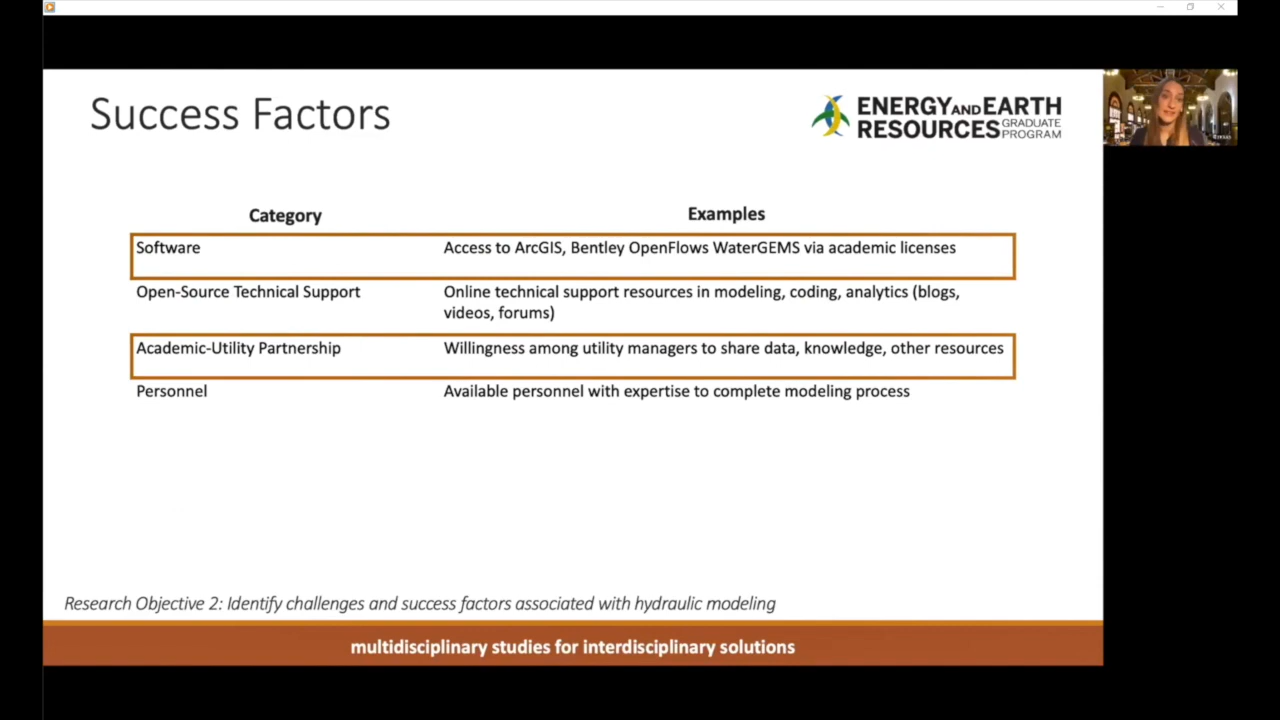 Success Factors
ENERGY AND EARTH
RESOURCES GRADUATE PROGRAM
Category Examples
Software Access to ArcGIS, Bentley OpenFlows WaterGEMS via academic licenses
Open-Source Technical Support Online technical support resources in modeling, coding, analytics (blogs,
videos, forums)
Academic-Utility Partnership Willingness among utility managers to share data, knowledge, other resources
Personnel Available personnel with expertise to complete modeling process
Research Objective 2: Identify challenges and success factors associated with hydraulic modeling
multidisciplinary studies for interdisciplinary solutions